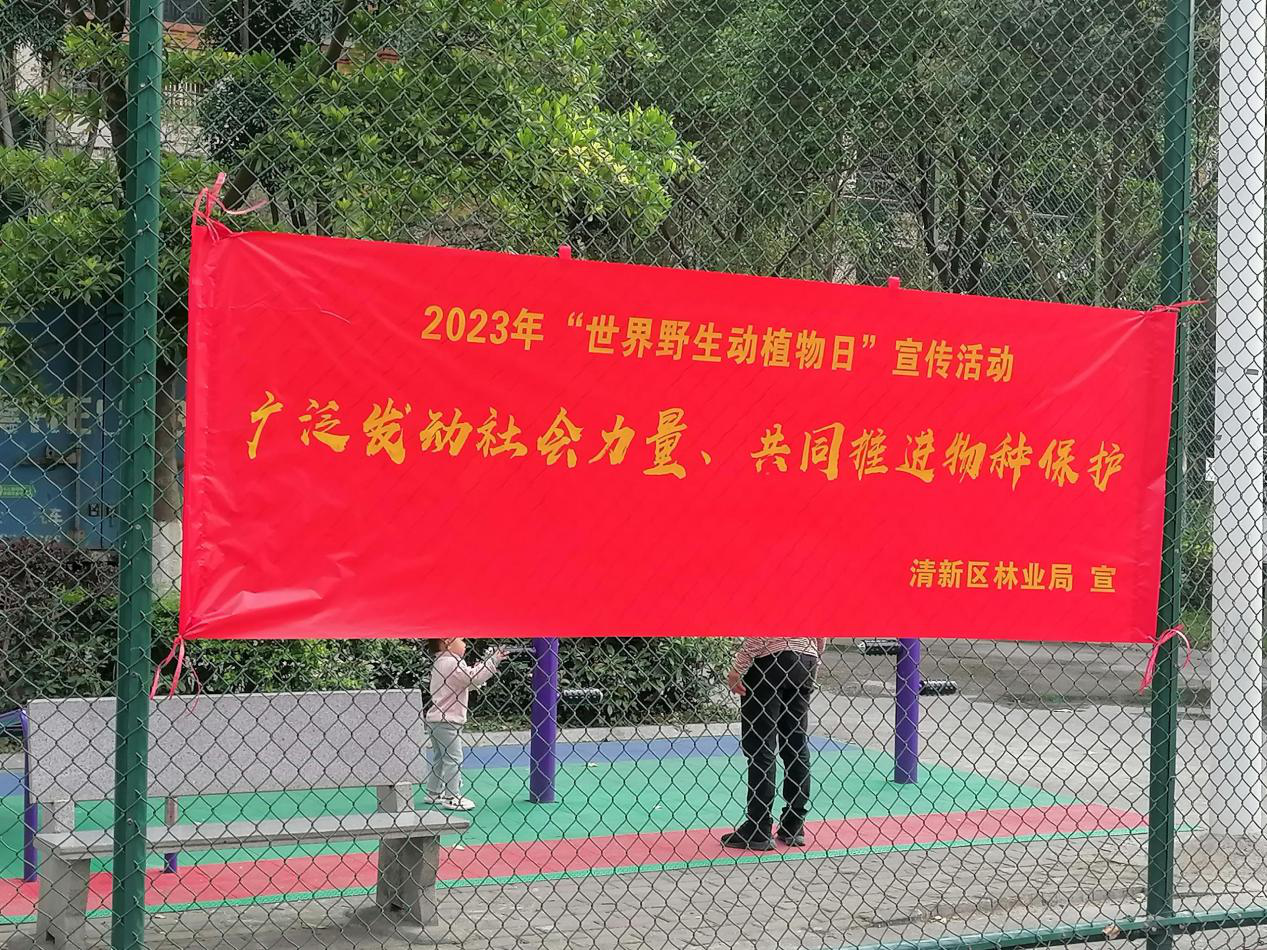 2023年“世界野生动植物日”宣传活动
广泛发动社会力量、共同推进物种保护
清新区林业局 宣
汽车